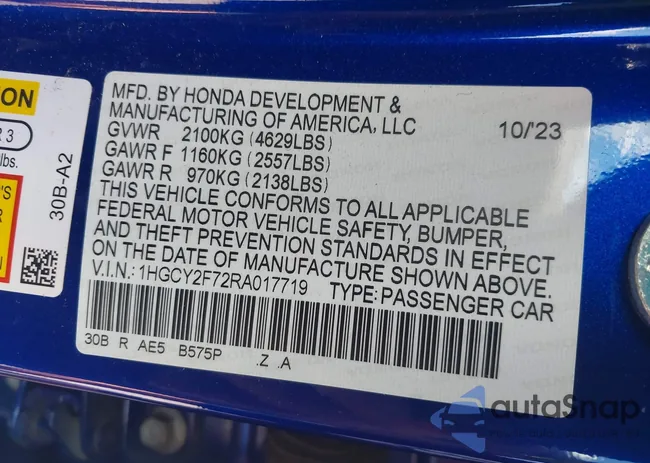 ON
R 3
lbs.
'S
R
N
30B-A2
MFD. BY HONDA DEVELOPMENT &
MANUFACTURING OF AMERICA, LLC 10/'23
GVWR 2100KG (4629LBS)
GAWR F 1160KG (2557LBS)
GAWR R 970KG (2138LBS)
THIS VEHICLE CONFORMS TO ALL APPLICABLE
FEDERAL MOTOR VEHICLE SAFETY, BUMPER,
AND THEFT PREVENTION STANDARDS IN EFFECT
ON THE DATE OF MANUFACTURE SHOWN ABOVE.
V.I.N.: 1HGCY2F72RA017719 TYPE: PASSENGER CAR
30B R AE5 B575P .Z .A
autoSnap